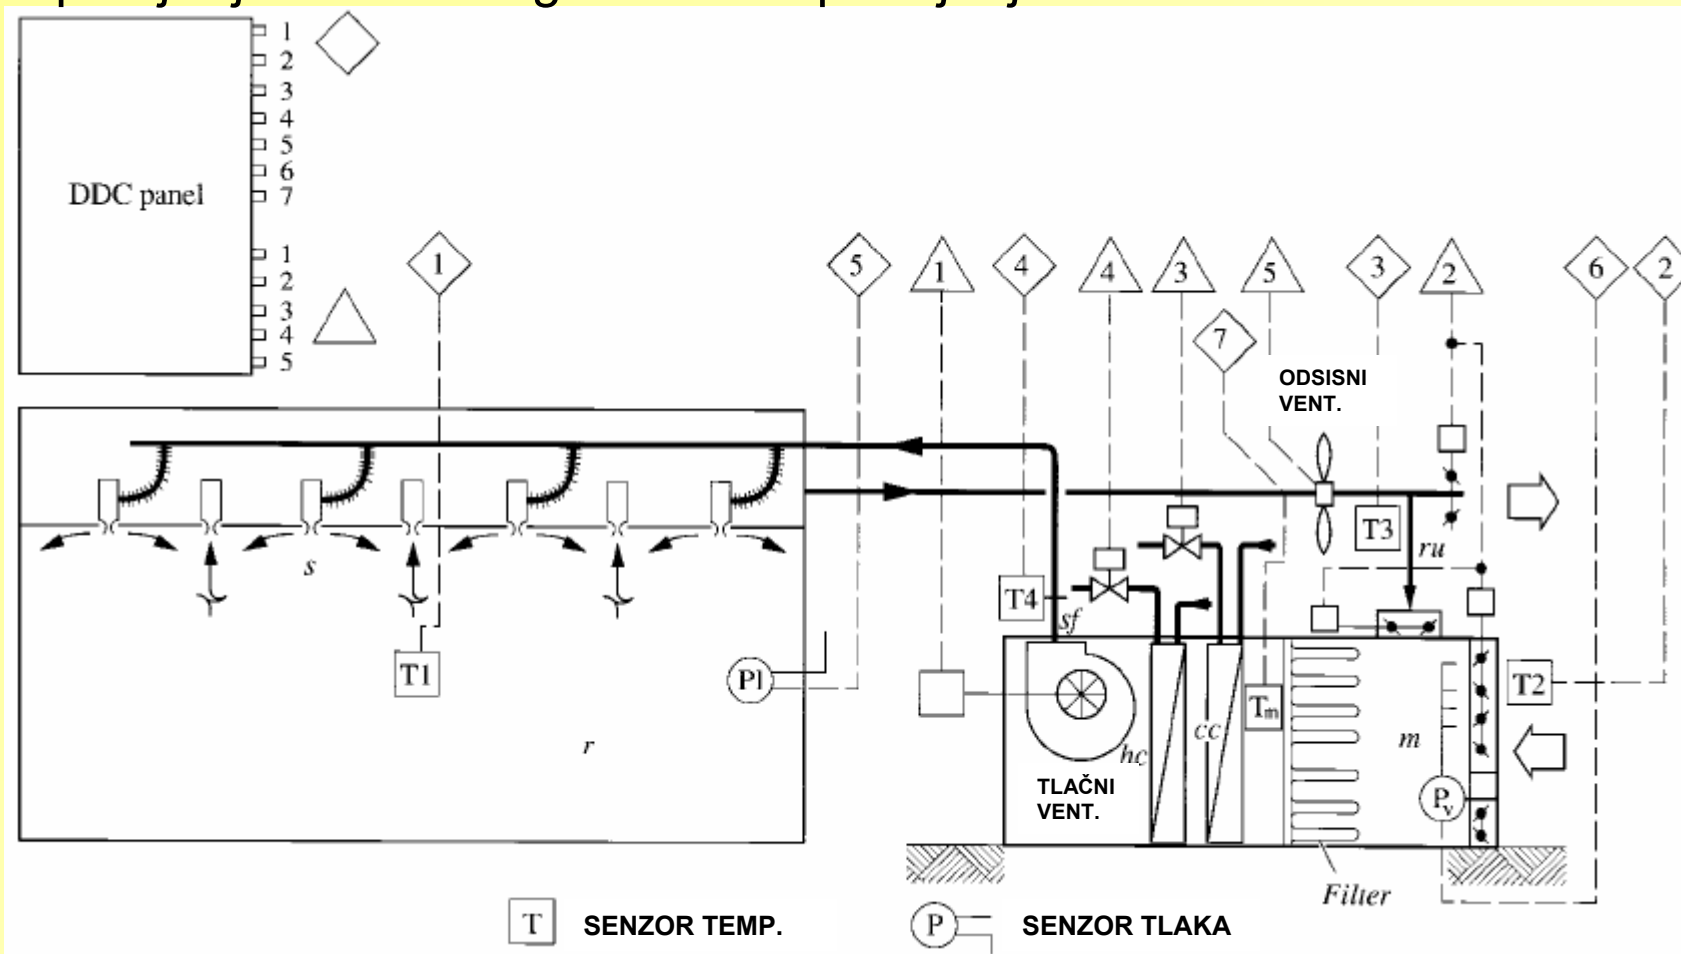 1
2
3
4
5
6
7
DDC panel
1
2
3
4
5
1
5
1
4
4
3
5
3
2
6
2
7
ODSISNI
VENT.
T3
ru
s
T4
sf
T1
P1
T2
Tm
r
hc
cc
m
TLAČNI
VENT.
Pv
Filter
T SENZOR TEMP.
P SENZOR TLAKA